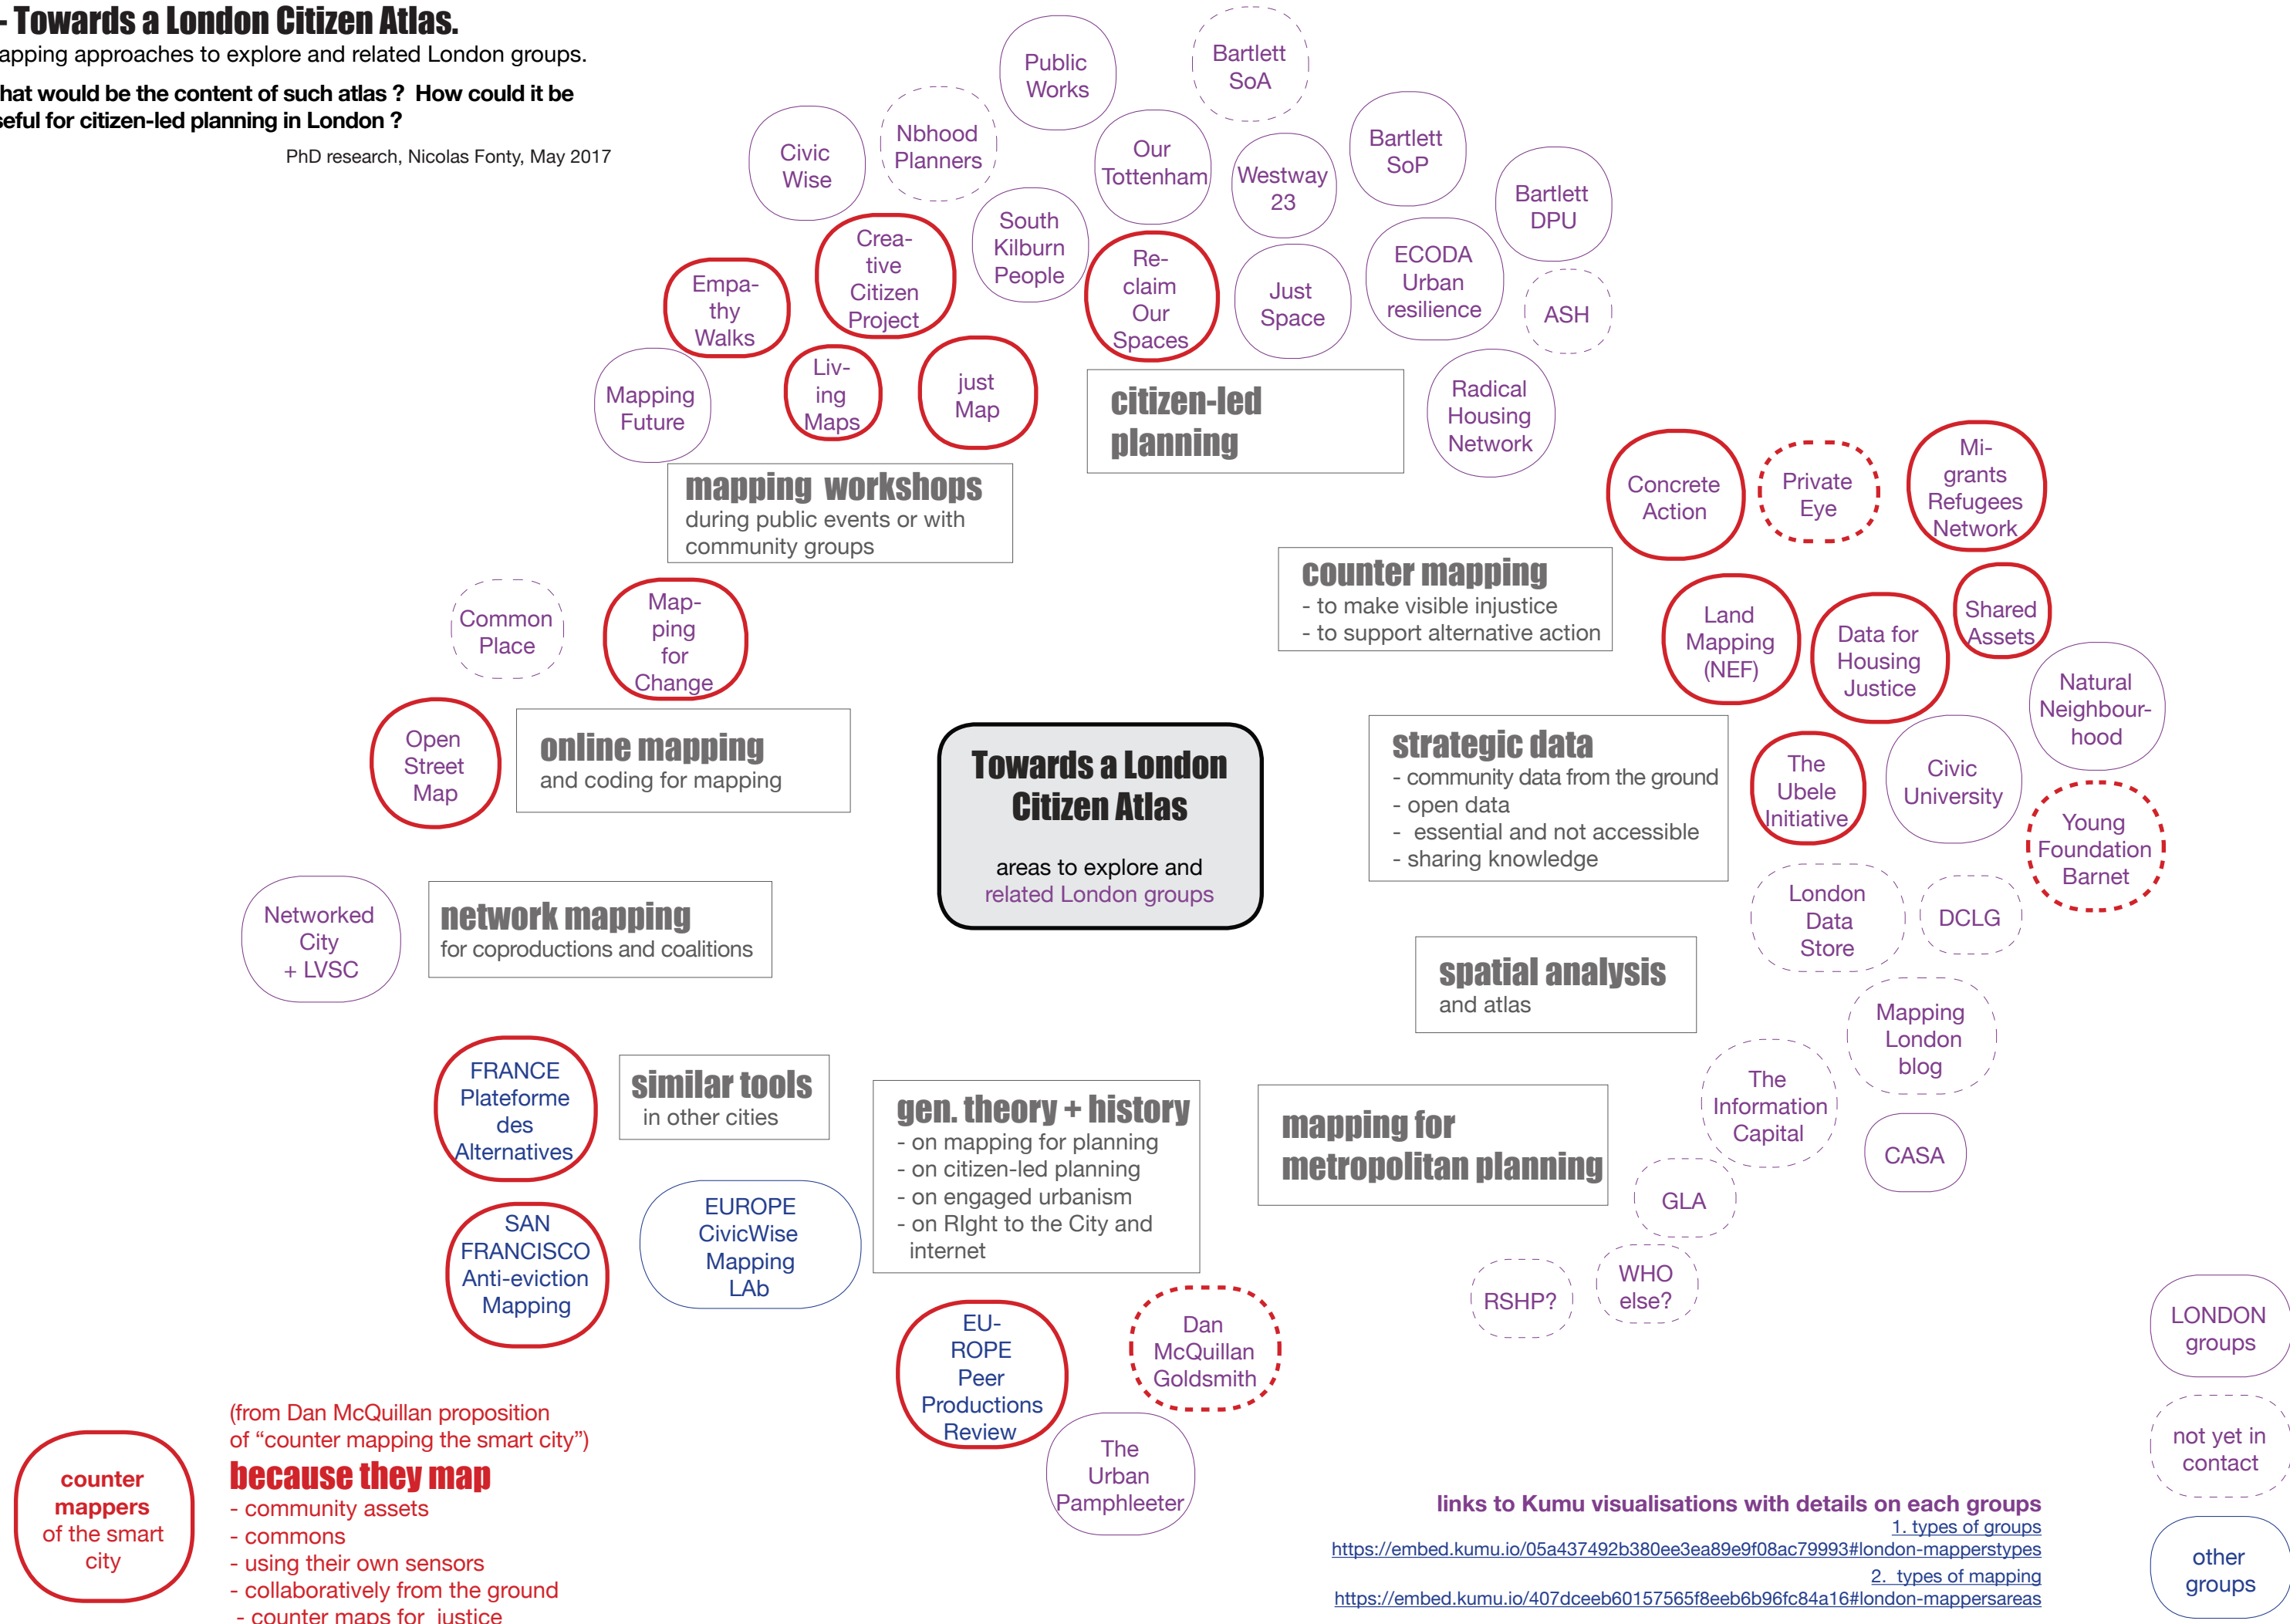 - Towards a London Citizen Atlas.
apping approaches to explore and related London groups.
hat would be the content of such atlas ? How could it be
seful for citizen-led planning in London ?
PhD research, Nicolas Fonty, May 2017
Public
Works
Bartlett
SoA
Civic
Wise
Nbhood
Planners
Our
Tottenham
Westway
23
Bartlett
SoP
Bartlett
DPU
Empa-
thy
Walks
Crea-
tive
Citizen
Project
South
Kilburn
People
Re-
claim
Our
Spaces
Just
Space
ECODA
Urban
resilience
ASH
Mapping
Future
Liv-
ing
Maps
just
Map
citizen-led
planning
Radical
Housing
Network
mapping workshops
during public events or with
community groups
Concrete
Action
Private
Eye
Mi-
grants
Refugees
Network
counter mapping
- to make visible injustice
- to support alternative action
Common
Place
Map-
ping
for
Change
Land
Mapping
(NEF)
Data for
Housing
Justice
Shared
Assets
Natural
Neighbour-
hood
Open
Street
Map
online mapping
and coding for mapping
Towards a London
Citizen Atlas
areas to explore and
related London groups
strategic data
- community data from the ground
- open data
- essential and not accessible
- sharing knowledge
The
Ubele
Initiative
Civic
University
Young
Foundation
Barnet
Networked
City
+ LVSC
network mapping
for coproductions and coalitions
London
Data
Store
DCLG
spatial analysis
and atlas
Mapping
London
blog
FRANCE
Plateforme
des
Alternatives
similar tools
in other cities
gen. theory + history
- on mapping for planning
- on citizen-led planning
- on engaged urbanism
- on RIght to the City and
internet
mapping for
metropolitan planning
The
Information
Capital
CASA
GLA
SAN
FRANCISCO
Anti-eviction
Mapping
EUROPE
CivicWise
Mapping
LAb
RSHP?
WHO
else?
EU-
ROPE
Peer
Productions
Review
Dan
McQuillan
Goldsmith
The
Urban
Pamphleeter
LONDON
groups
not yet in
contact
other
groups
counter
mappers
of the smart
city
(from Dan McQuillan proposition
of “counter mapping the smart city”)
because they map
- community assets
- commons
- using their own sensors
- collaboratively from the ground
- counter maps for justice
links to Kumu visualisations with details on each groups
1. types of groups
https://embed.kumu.io/05a437492b380ee3ea89e9f08ac79993#london-mapperstypes
2. types of mapping
https://embed.kumu.io/407dceeb60157565f8eeb6b96fc84a16#london-mappersareas